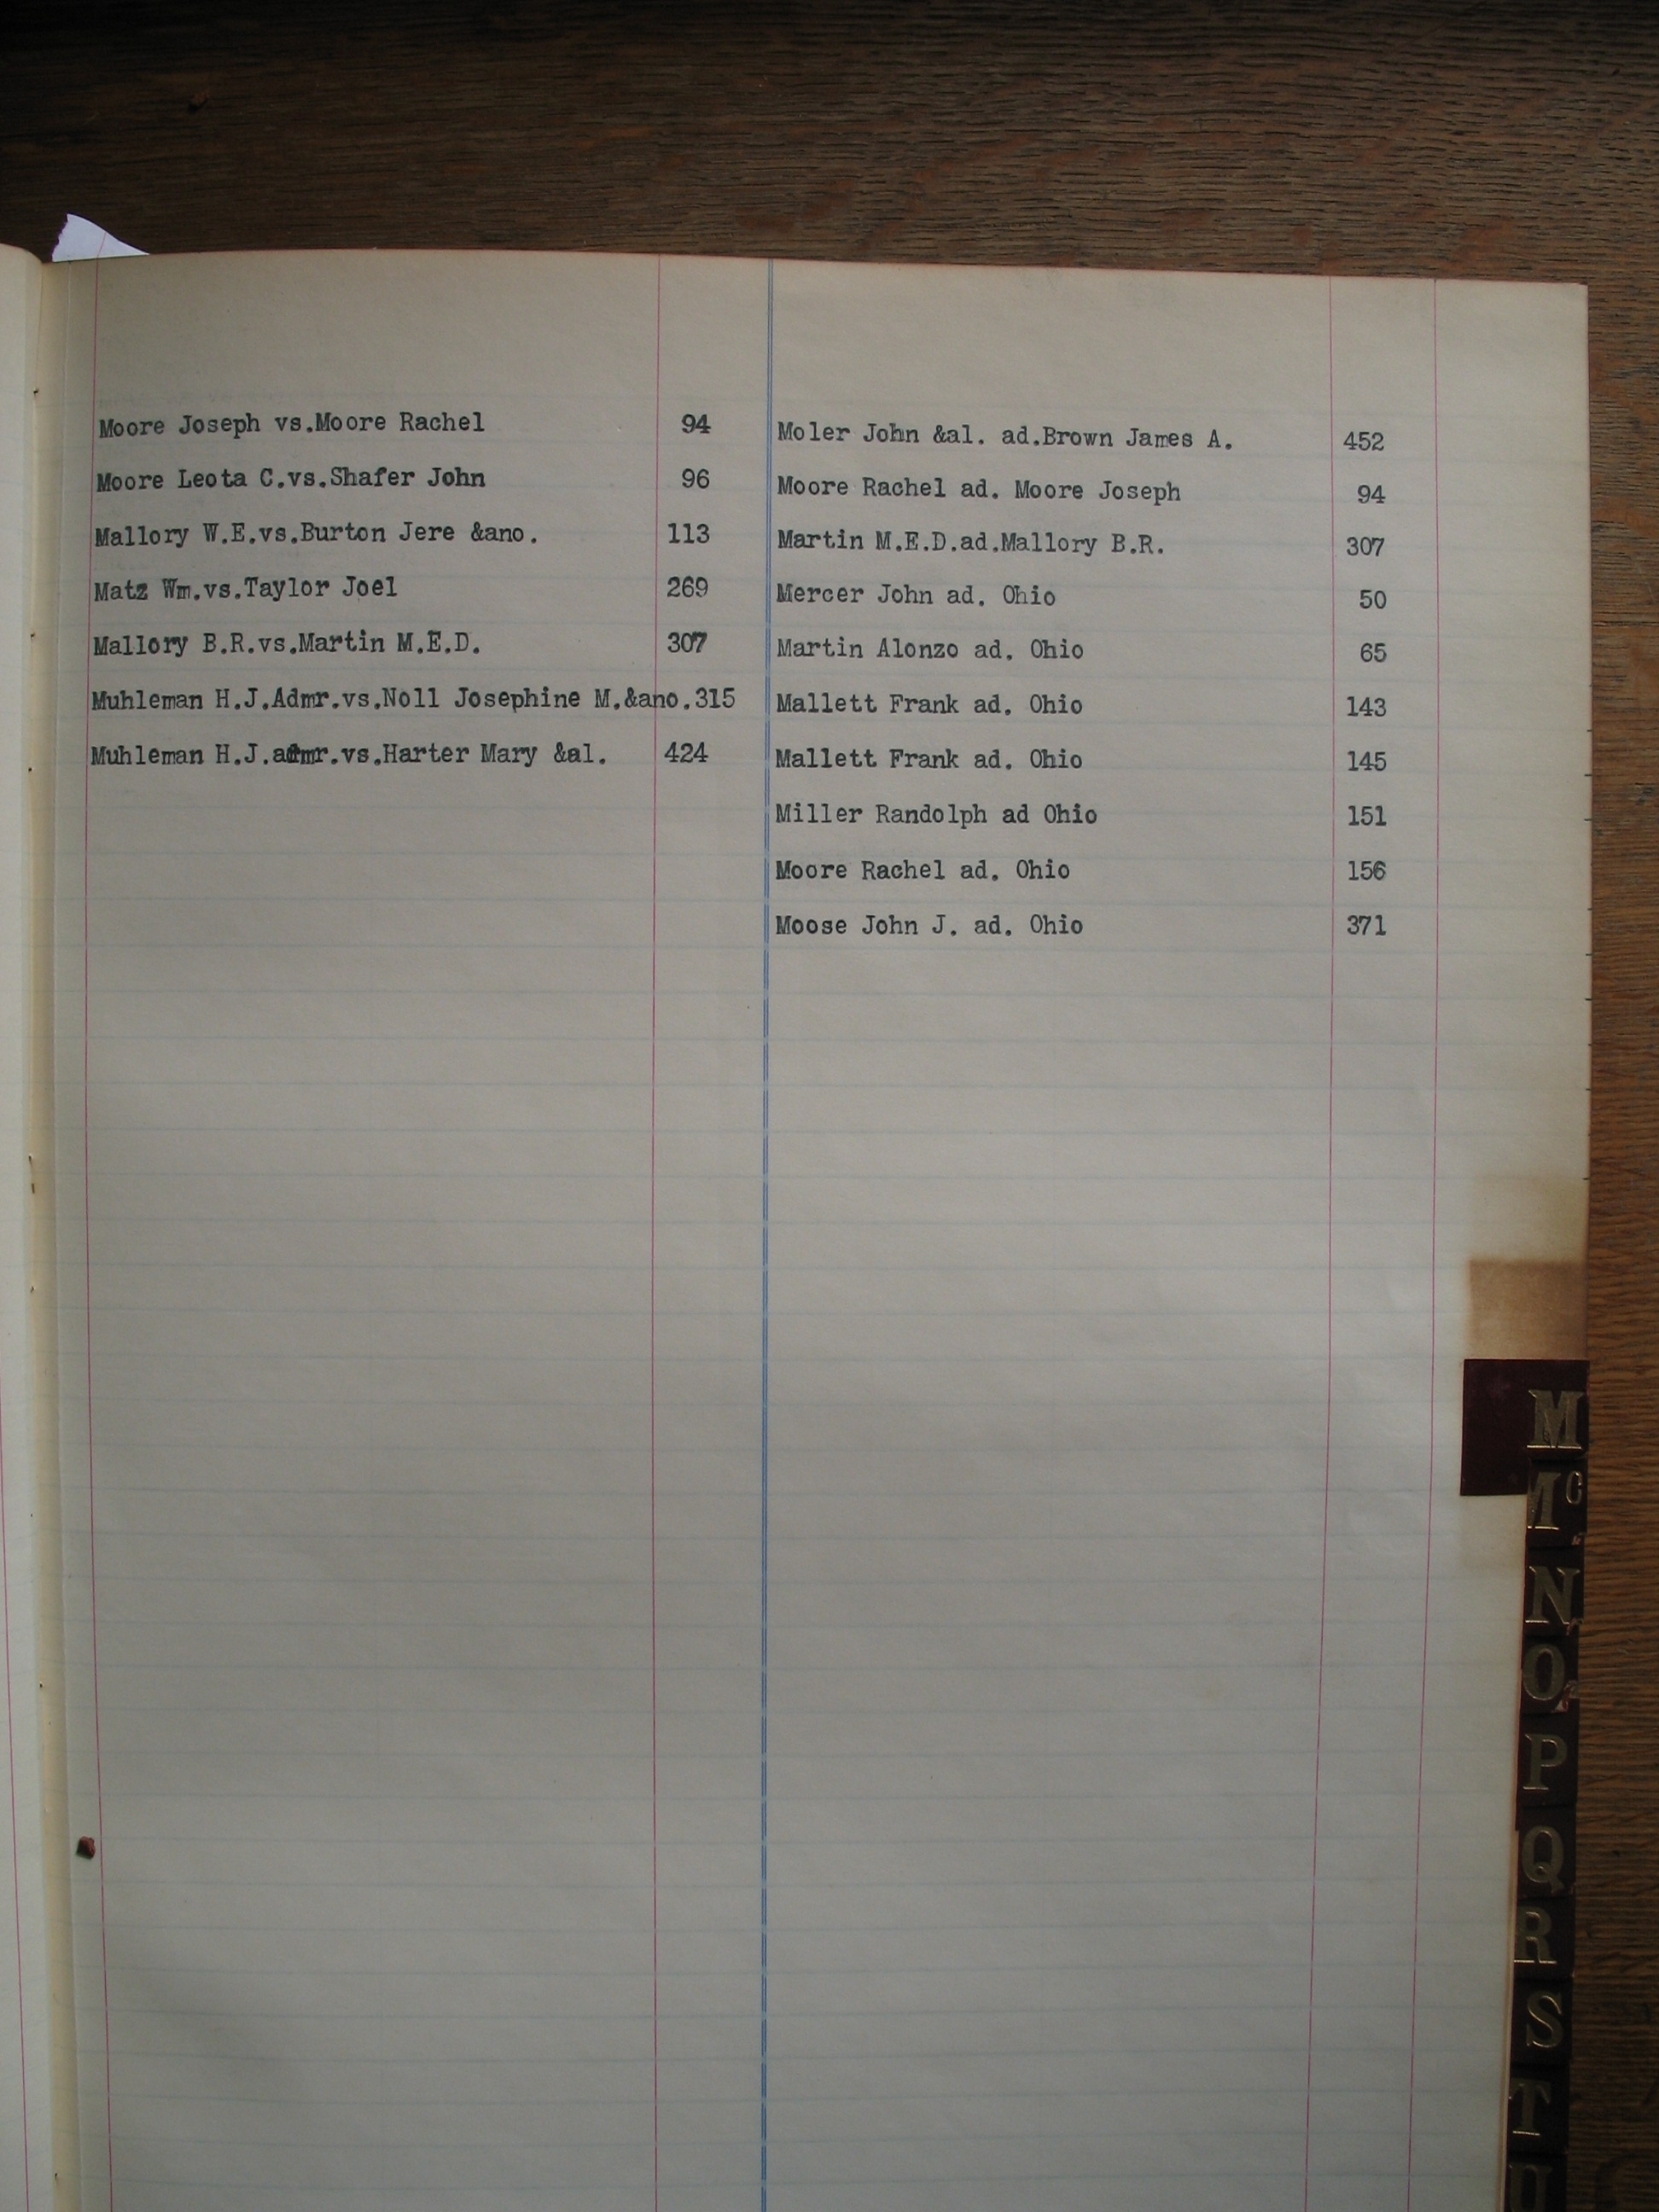 Moore Joseph vs.Moore Rachel 94
Moore Leota C.vs.Shafer John 96
Mallory W.E.vs.Burton Jere &ano. 113
Matz Wm.vs.Taylor Joel 269
Mallory B.R.vs.Martin M.E.D. 307
Muhleman H.J.Admr.vs.Noll Josephine M.&ano.315
Muhleman H.J.admr.vs.Harter Mary &al. 424
Moler John &al. ad.Brown James A. 452
Moore Rachel ad. Moore Joseph 94
Martin M.E.D.ad.Mallory B.R. 307
Mercer John ad. Ohio 50
Martin Alonzo ad. Ohio 65
Mallett Frank ad. Ohio 143
Mallett Frank ad. Ohio 145
Miller Randolph ad Ohio 151
Moore Rachel ad. Ohio 156
Moose John J. ad. Ohio 371
M
Mc
N
O
P
Q
R
S
T